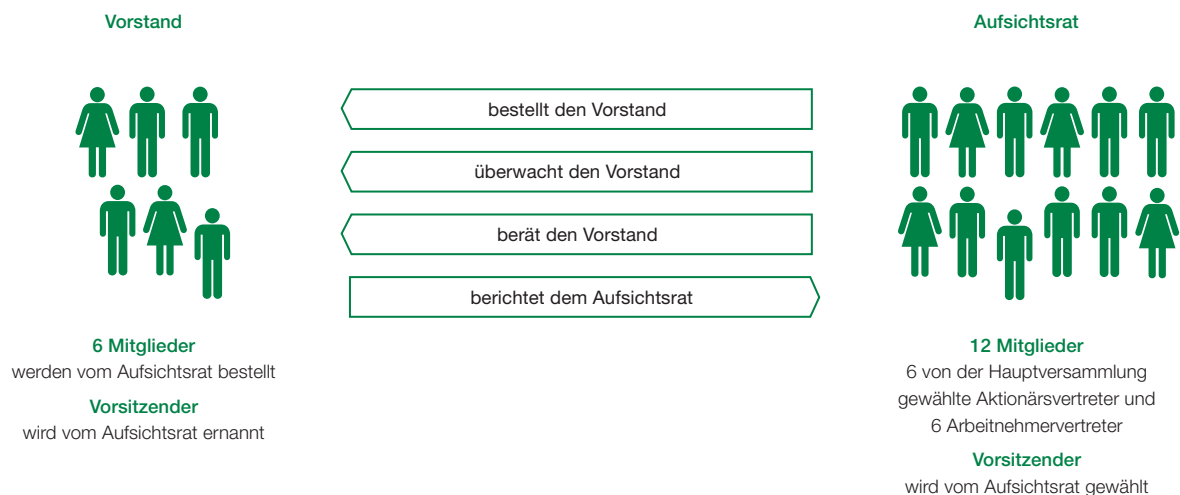 Vorstand
Aufsichtsrat
bestellt den Vorstand
überwacht den Vorstand
berät den Vorstand
berichtet dem Aufsichtsrat
6 Mitglieder
werden vom Aufsichtsrat bestellt
Vorsitzender
wird vom Aufsichtsrat ernannt
12 Mitglieder
6 von der Hauptversammlung
gewählte Aktionärsvertreter und
6 Arbeitnehmervertreter
Vorsitzender
wird vom Aufsichtsrat gewählt